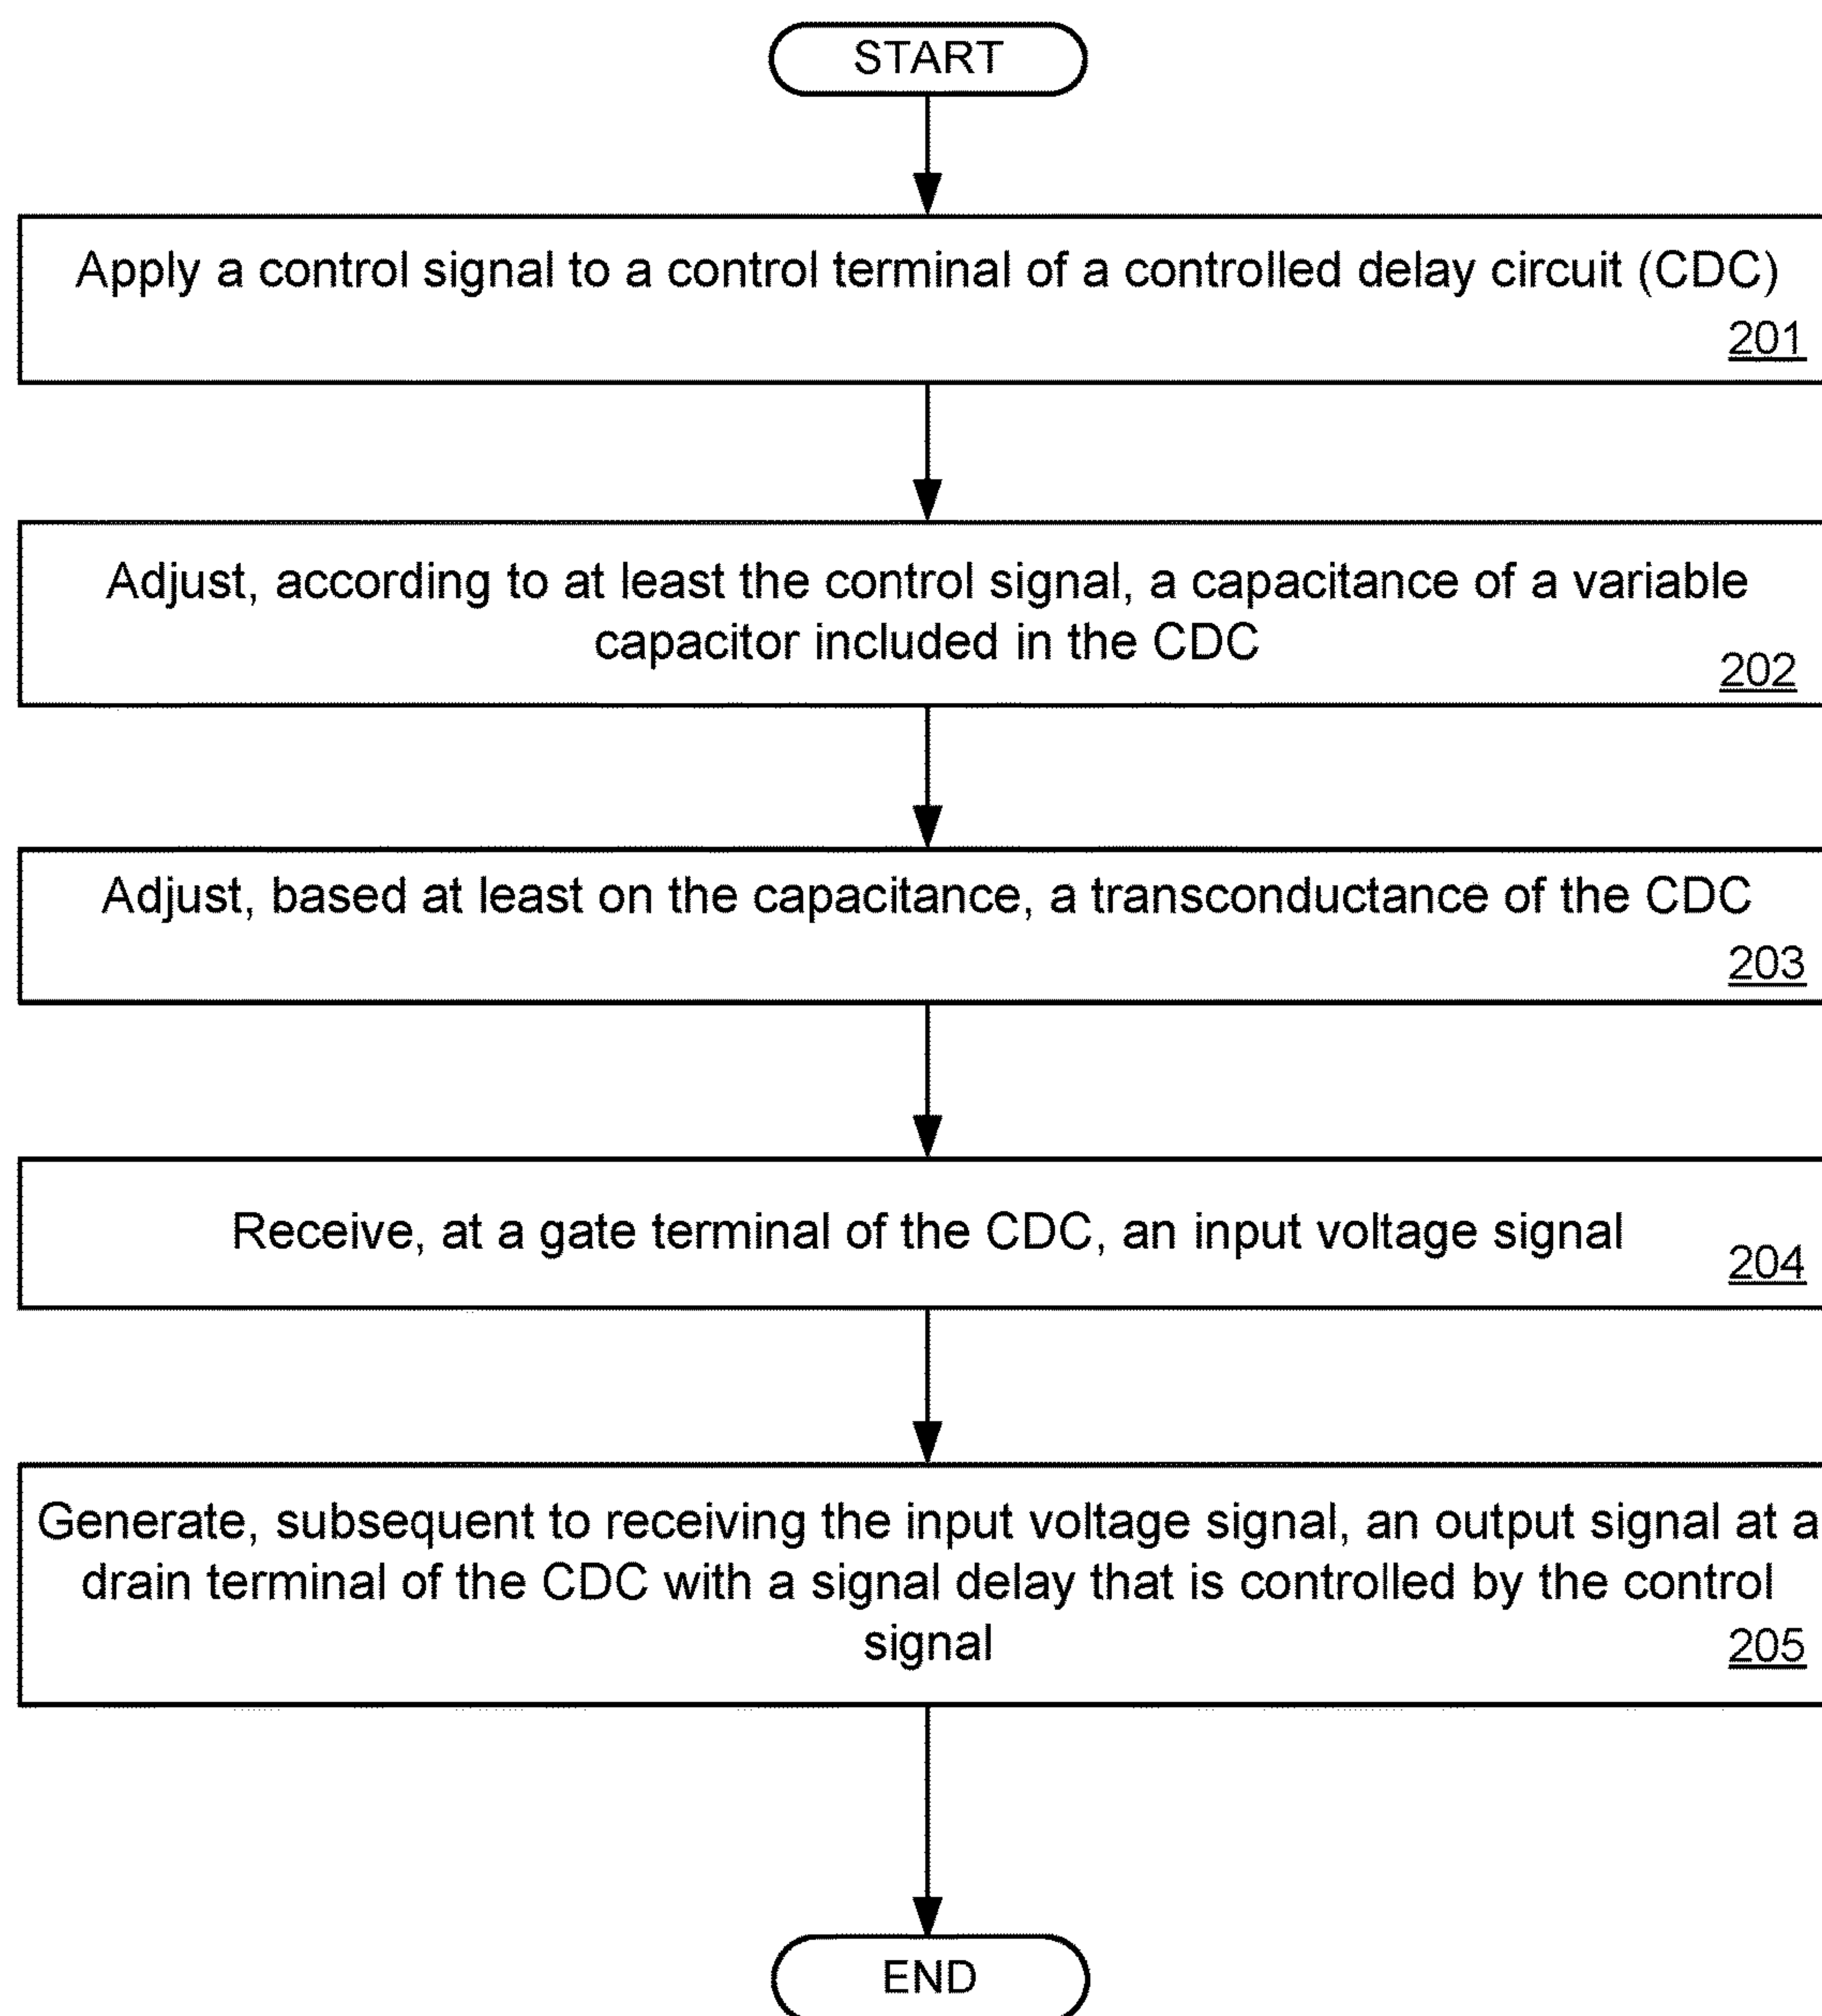 START
Apply a control signal to a control terminal of a controlled delay circuit (CDC)
201
Adjust, according to at least the control signal, a capacitance of a variable
capacitor included in the CDC
202
Adjust, based at least on the capacitance, a transconductance of the CDC
203
Receive, at a gate terminal of the CDC, an input voltage signal
204
Generate, subsequent to receiving the input voltage signal, an output signal at a
drain terminal of the CDC with a signal delay that is controlled by the control
signal
205
END